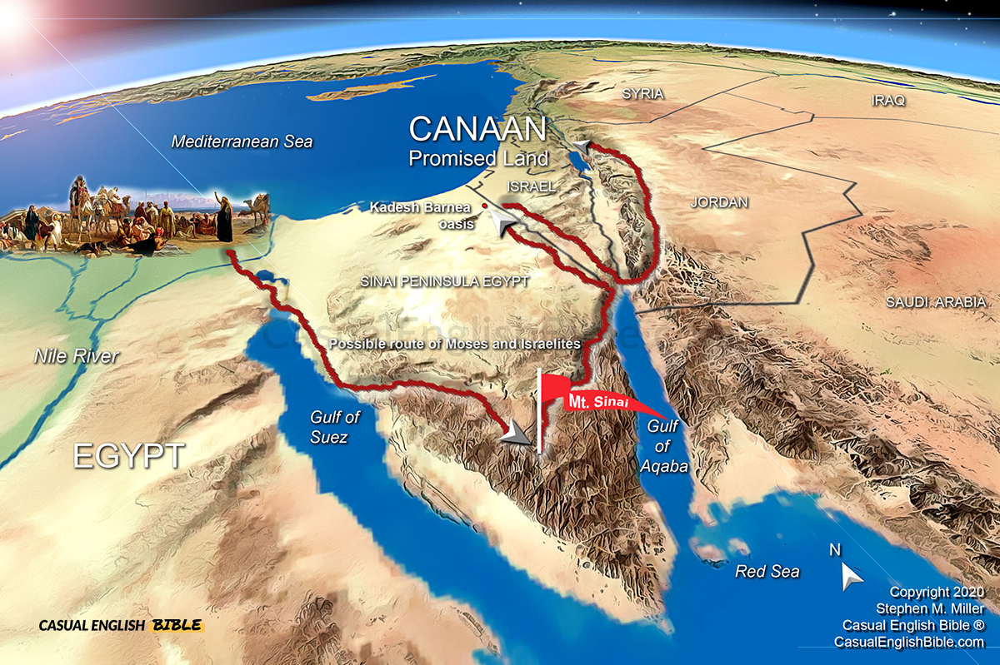 SYRIA
IRAQ
Mediterranean Sea
CANAAN
Promised Land
ISRAEL
JORDAN
Kadesh Barnea
oasis
SINAI PENINSULA EGYPT
SAUDI ARABIA
CasualEnglishBible
Possible route of Moses and Israelites
Nile River
Mt. Sinai
Gulf of
Suez
Gulf
of
Aqaba
EGYPT
Red Sea
N
Copyright 2020
Stephen M. Miller
Casual English Bible ®
CasualEnglishBible.com
CASUAL ENGLISH BIBLE